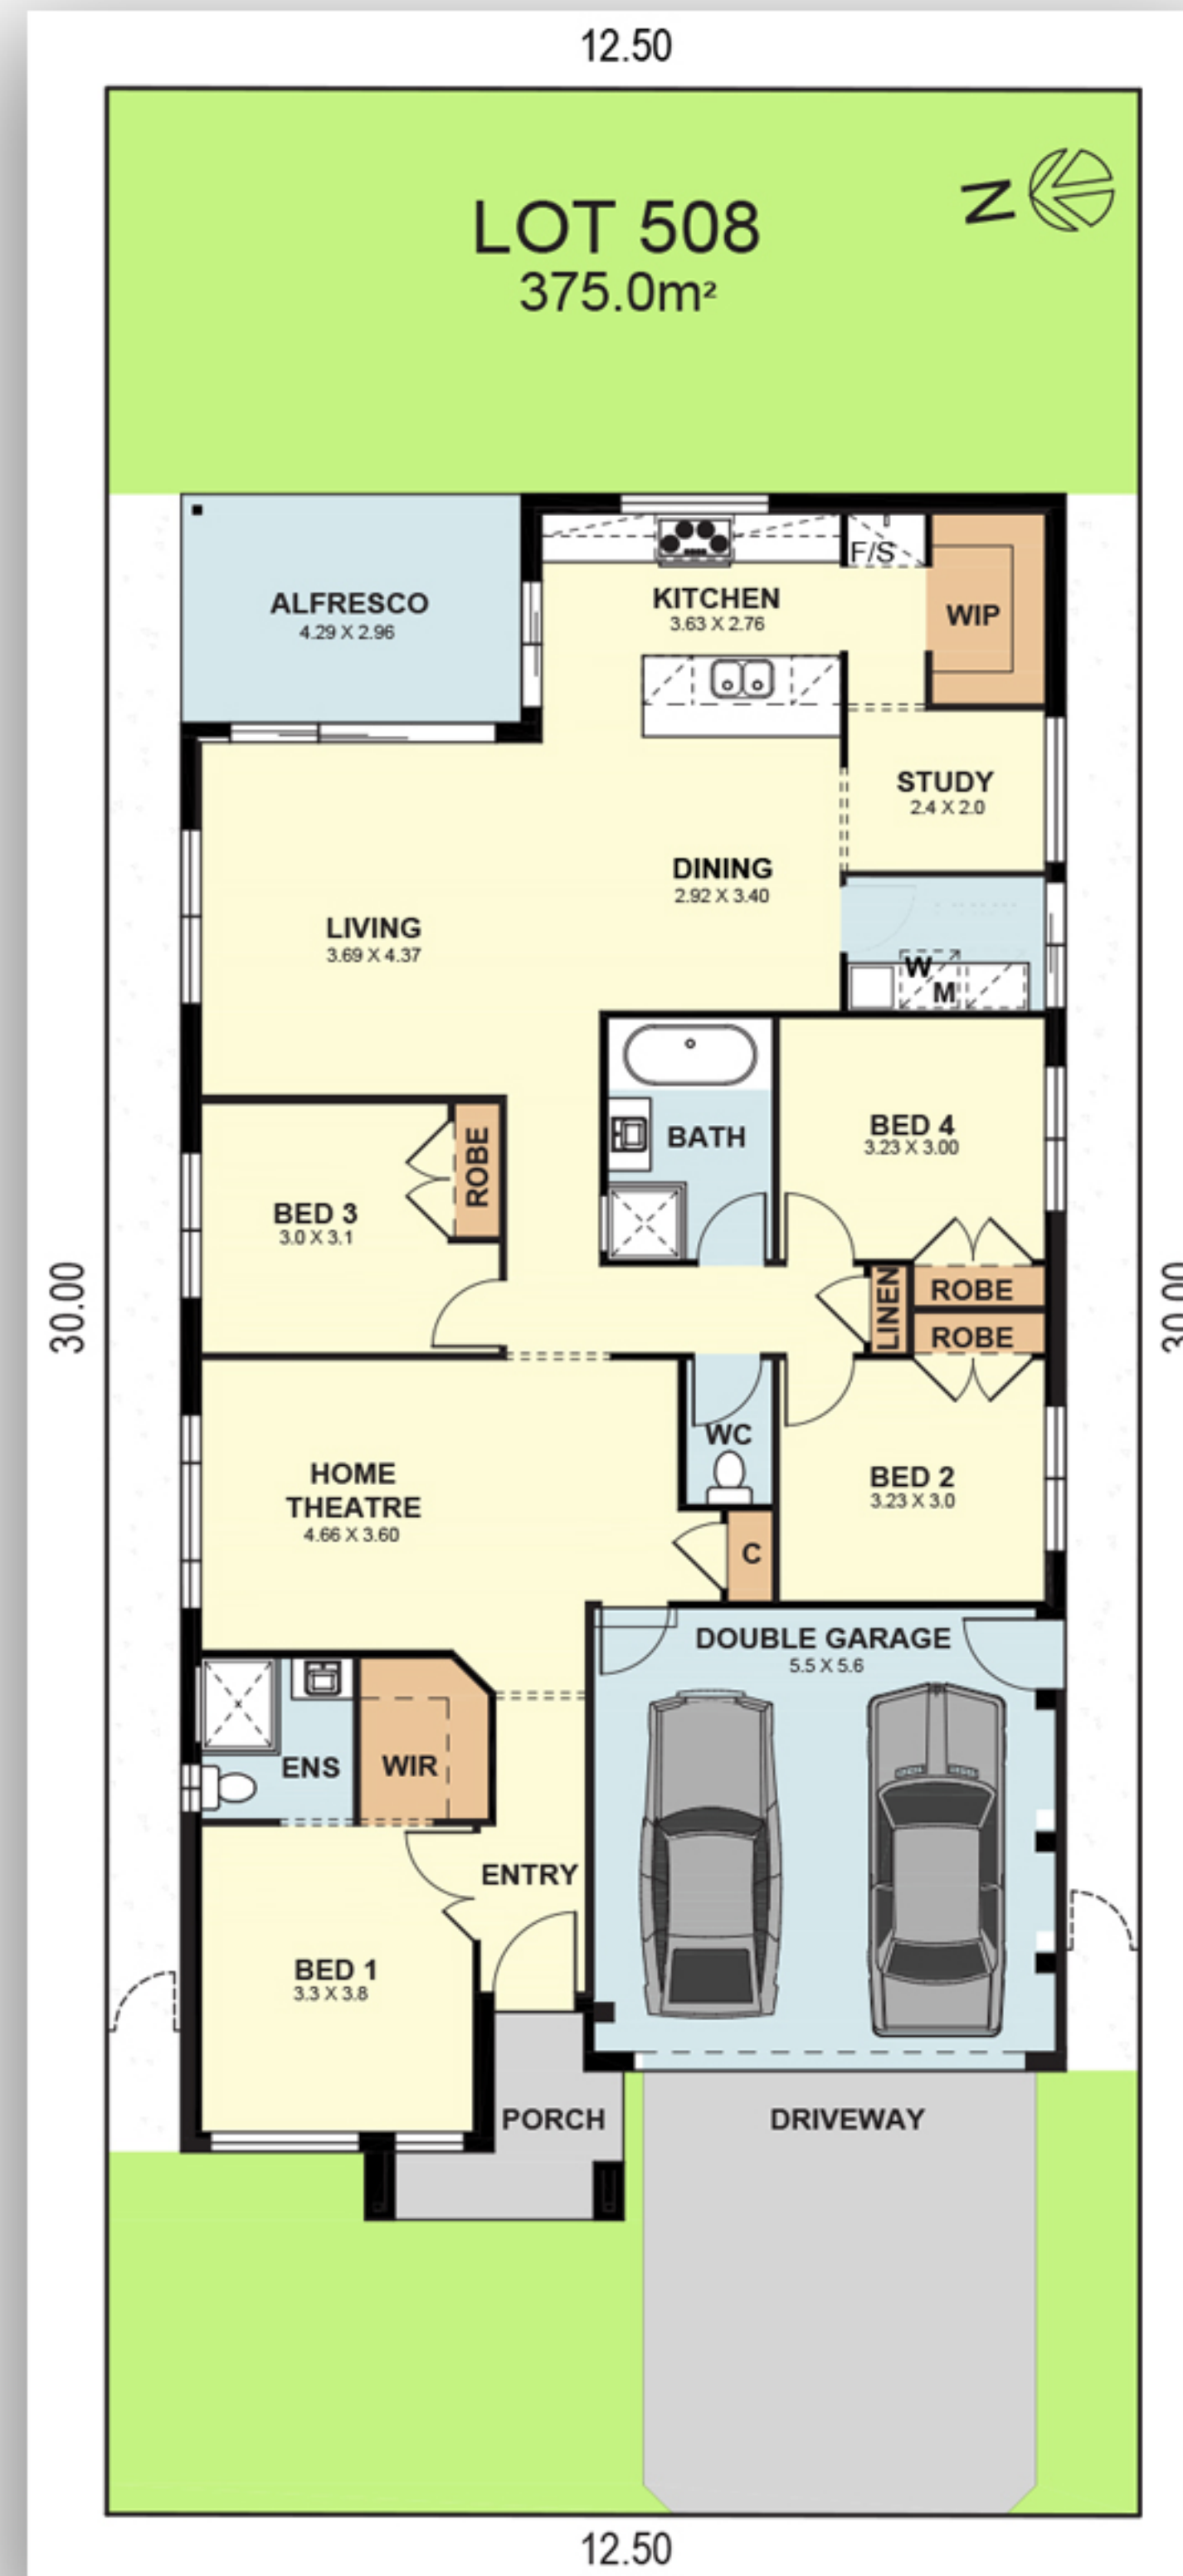 12.50
LOT 508
375.0m²
N
ALFRESCO
4.29 X 2.96
KITCHEN
3.63 X 2.76
F/S
WIP
STUDY
2.4 X 2.0
DINING
2.92 X 3.40
LIVING
3.69 X 4.37
W
M
BATH
BED 4
3.23 X 3.00
BED 3
3.0 X 3.1
ROBE
LINEN
ROBE
ROBE
30.00
30.00
WC
BED 2
3.23 X 3.0
HOME
THEATRE
4.66 X 3.60
C
DOUBLE GARAGE
5.5 X 5.6
ENS
WIR
ENTRY
BED 1
3.3 X 3.8
PORCH
DRIVEWAY
12.50